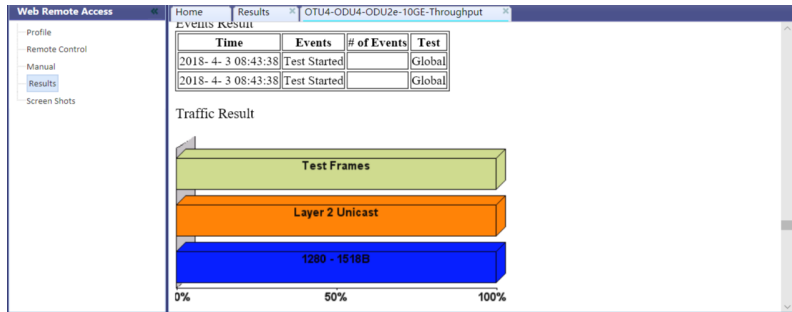 Web Remote Access «
Home Results × OTU4-ODU4-ODU2e-10GE-Throughput ×
Profile
Remote Control
Manual
Results
Screen Shots
Events Result
Time Events # of Events Test
2018- 4- 3 08:43:38 Test Started Global
2018- 4- 3 08:43:38 Test Started Global
Traffic Result
Test Frames
Layer 2 Unicast
1280 - 1518B
0% 50% 100%